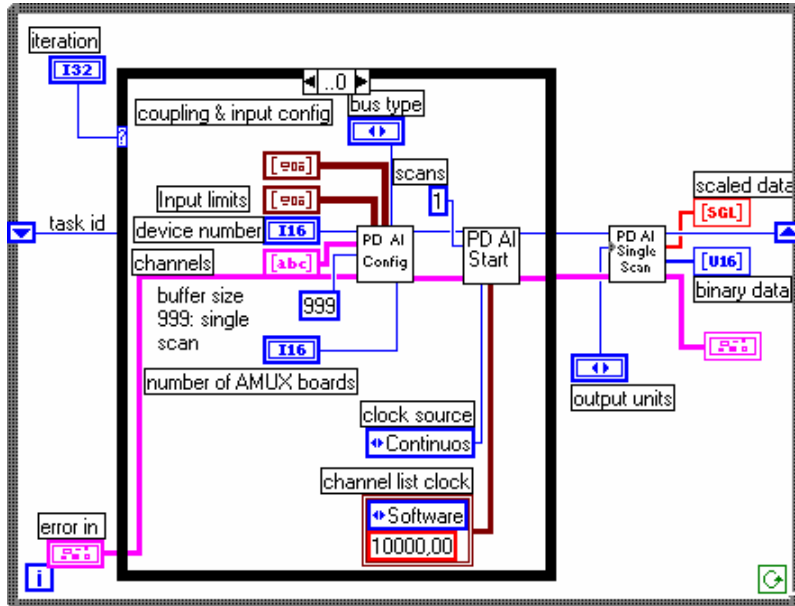 iteration
I32
..0
bus type
coupling & input config
scans
scaled data
1
[SGL]
Input limits
task id
device number
I16
PD AI
Config
PD AI
Start
PD AI
Single
Scan
channels
[abc]
[U16]
binary data
buffer size
999: single
scan
999
I16
number of AMUX boards
output units
clock source
Continuos
channel list clock
Software
10000,00
error in
i